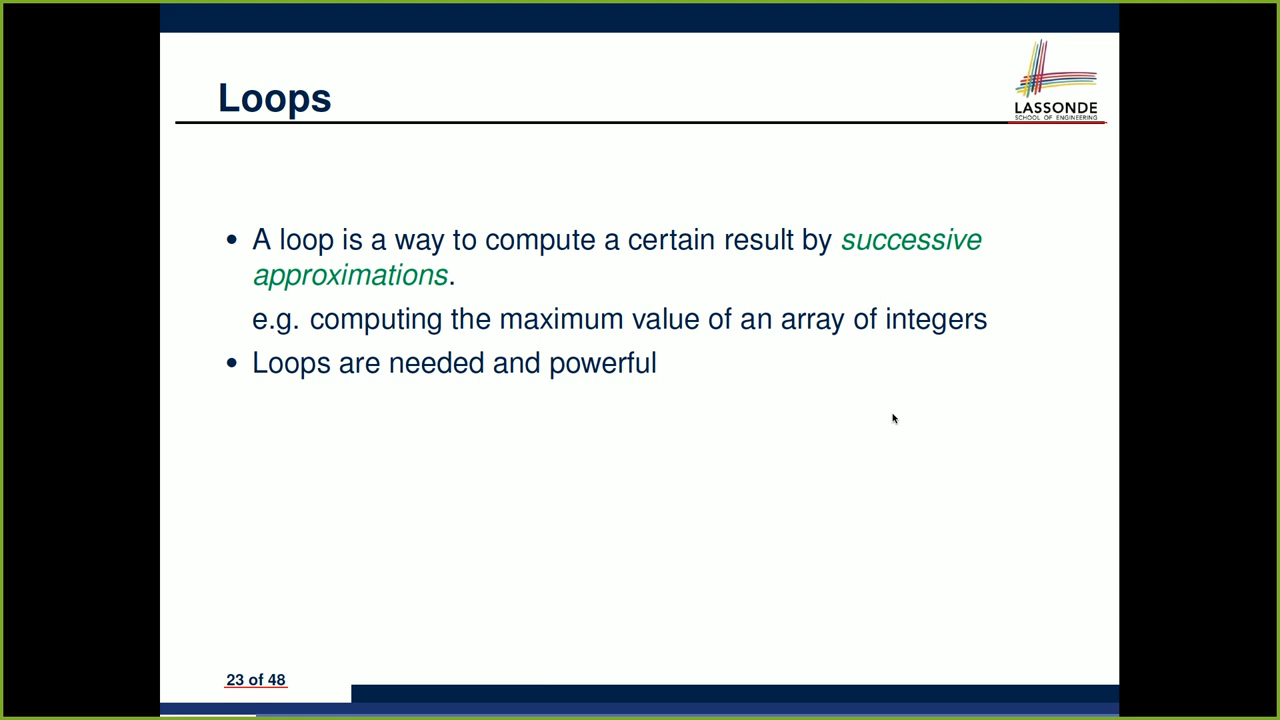 Loops
LASSONDE
SCHOOL OF ENGINEERING
• A loop is a way to compute a certain result by successive
approximations.
e.g. computing the maximum value of an array of integers
• Loops are needed and powerful
23 of 48